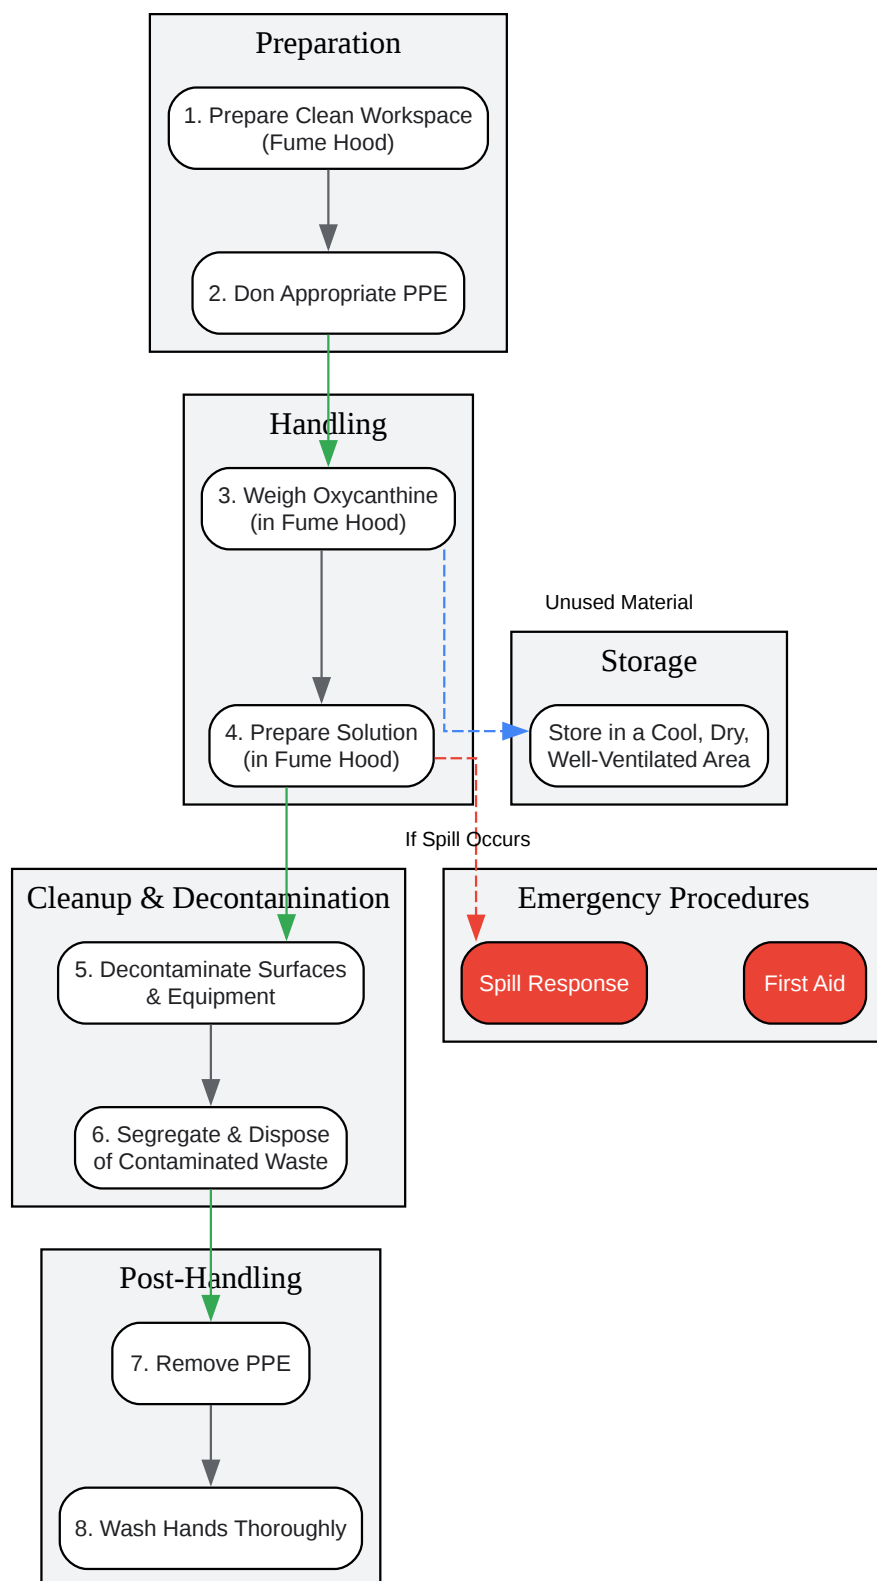 Preparation
1. Prepare Clean Workspace
(Fume Hood)
2. Don Appropriate PPE
Handling
3. Weigh Oxycanthine
(in Fume Hood)
Unused Material
Storage
4. Prepare Solution
(in Fume Hood)
Store in a Cool, Dry,
Well-Ventilated Area
If Spill Occurs
Cleanup & Decontamination
Emergency Procedures
5. Decontaminate Surfaces
& Equipment
Spill Response
First Aid
6. Segregate & Dispose
of Contaminated Waste
Post-Handling
7. Remove PPE
8. Wash Hands Thoroughly